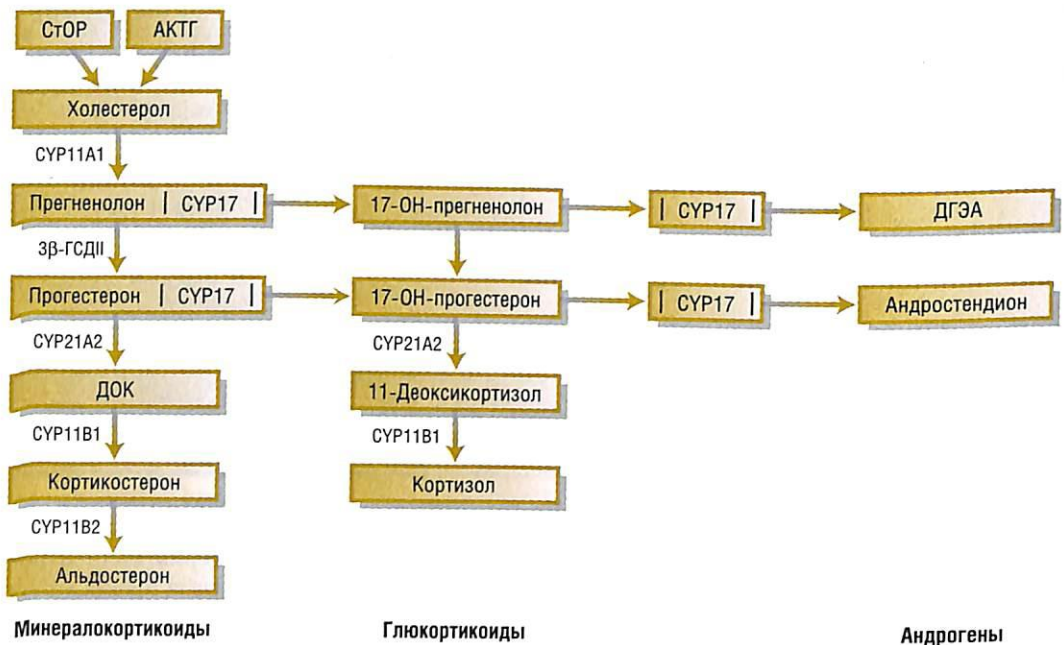 СтОР АКТГ
Холестерол
CYP11A1
Прегненолон | CYP17 | 17-ОН-прегненолон | CYP17 | ДГЭА
3β-ГСДII
Прогестерон | CYP17 | 17-ОН-прогестерон | CYP17 | Андростендион
CYP21A2 CYP21A2
ДОК 11-Деоксикортизол
CYP11B1 CYP11B1
Кортикостерон Кортизол
CYP11B2
Альдостерон
Минералокортикоиды Глюкортикоиды Андрогены